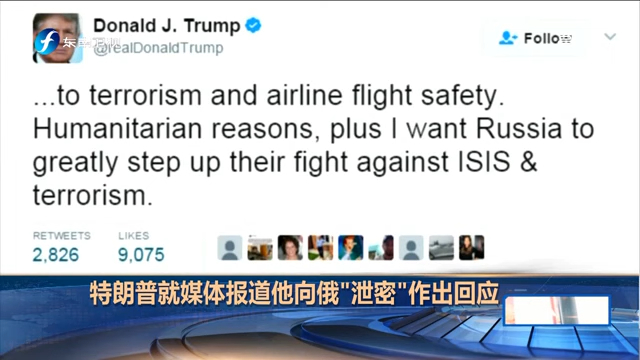 Donald J. Trump
@realDonaldTrump
Follow
...to terrorism and airline flight safety.
Humanitarian reasons, plus I want Russia to
greatly step up their fight against ISIS &
terrorism.
RETWEETS
LIKES
2,826
9,075
特朗普就媒体报道他向俄"泄密"作出回应